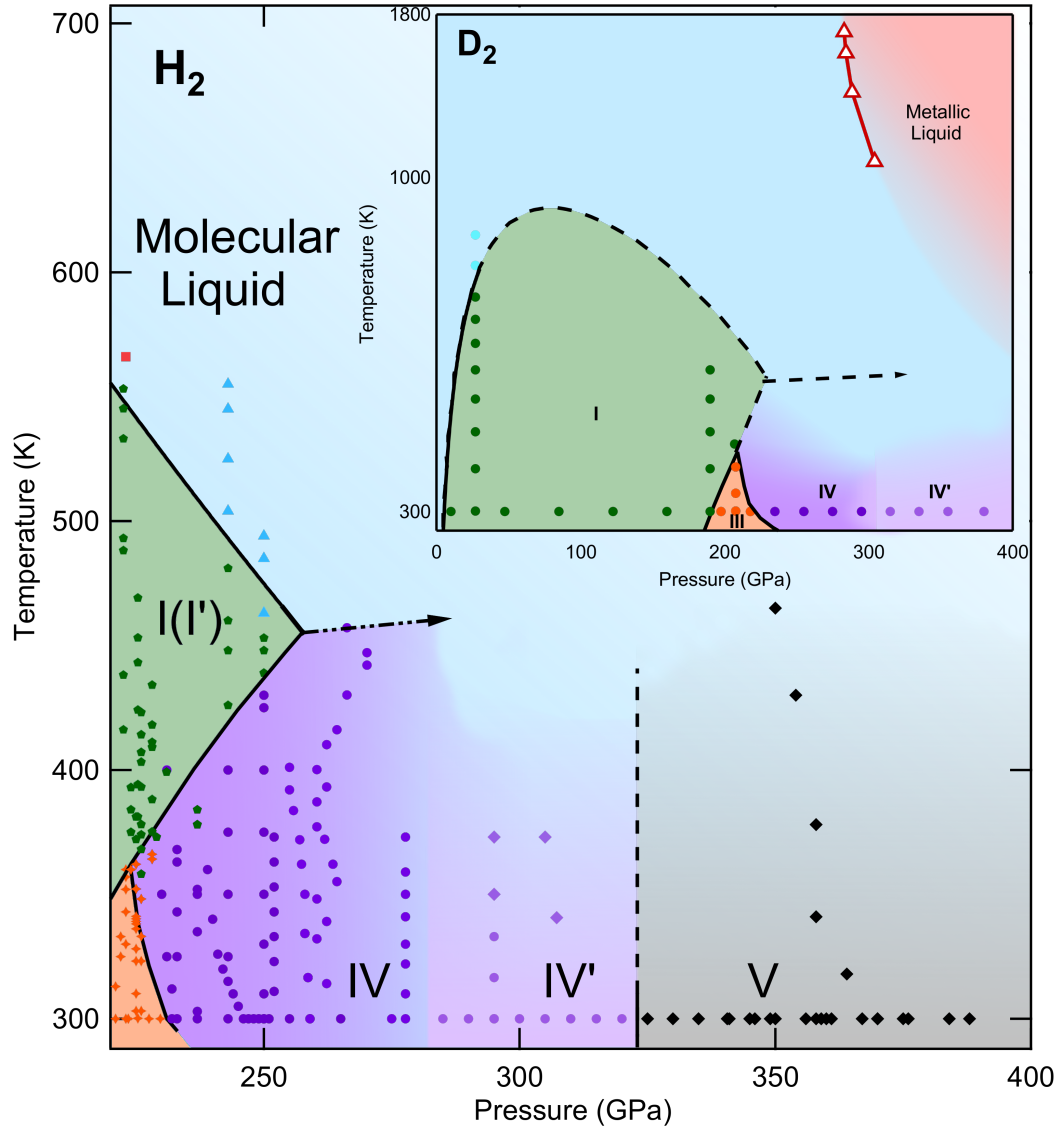 700
600
500
400
300
Temperature (K)
H2
Molecular
Liquid
I(I')
IV
IV'
V
250
300
350
400
Pressure (GPa)
1800
1000
300
Temperature (K)
D2
Metallic
Liquid
I
III
IV
IV'
0
100
200
300
400
Pressure (GPa)